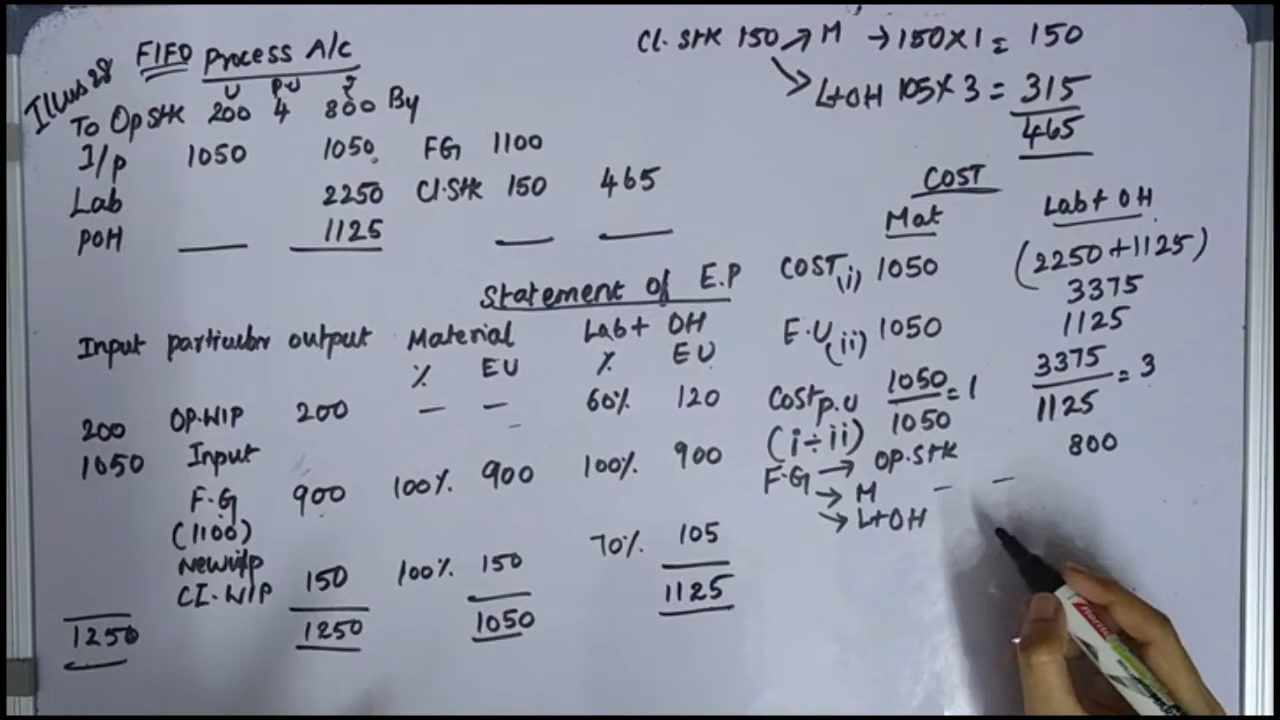 Illus 28 FIFO Process A/c
U P.U ₹
To Op Stk 200 4 800 By
I/p 1050 1050 FG 1100
Lab 2250 Cl.Stk 150 465
POH 1125
Cl. Stk 150 → M → 150 x 1 = 150
→ L+OH 105 x 3 = 315
465
Statement of E.P
Input particular output Material Lab + OH
% EU % EU
200 OP.WIP 200 — — 60% 120
1050 Input
F.G 900 100% 900 100% 900
(1100)
New i/p
Cl-WIP 150 100% 150 70% 105
1250 1250 1050 1125
COST
Mat Lab + OH
COST (i) 1050 (2250+1125)
3375
E.U (ii) 1050 1125
Cost p.u 1050/1050 = 1 3375/1125 = 3
(i÷ii)
F.G → Op.Stk 800
→ M — —
→ L+OH